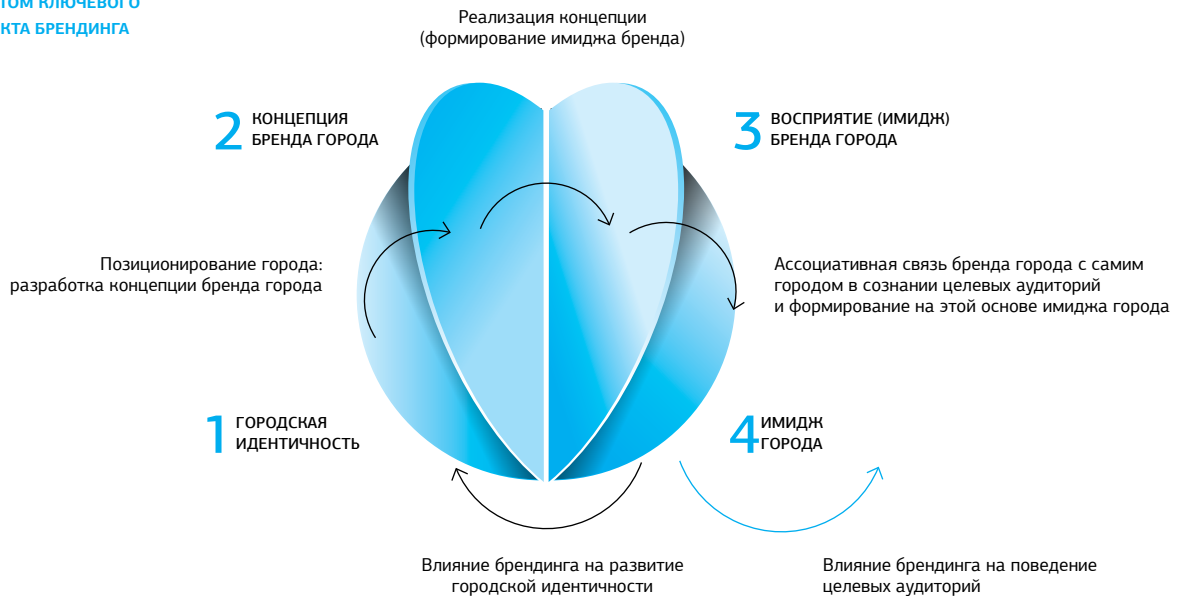 КЛЮЧЕВОГО
БРЕНДИНГА
Реализация концепции
(формирование имиджа бренда)
2 КОНЦЕПЦИЯ
БРЕНДА ГОРОДА
3 ВОСПРИЯТИЕ (ИМИДЖ)
БРЕНДА ГОРОДА
Позиционирование города:
разработка концепции бренда города
Ассоциативная связь бренда города с самим
городом в сознании целевых аудиторий
и формирование на этой основе имиджа города
1 ГОРОДСКАЯ
ИДЕНТИЧНОСТЬ
4 ИМИДЖ
ГОРОДА
Влияние брендинга на развитие
городской идентичности
Влияние брендинга на поведение
целевых аудиторий